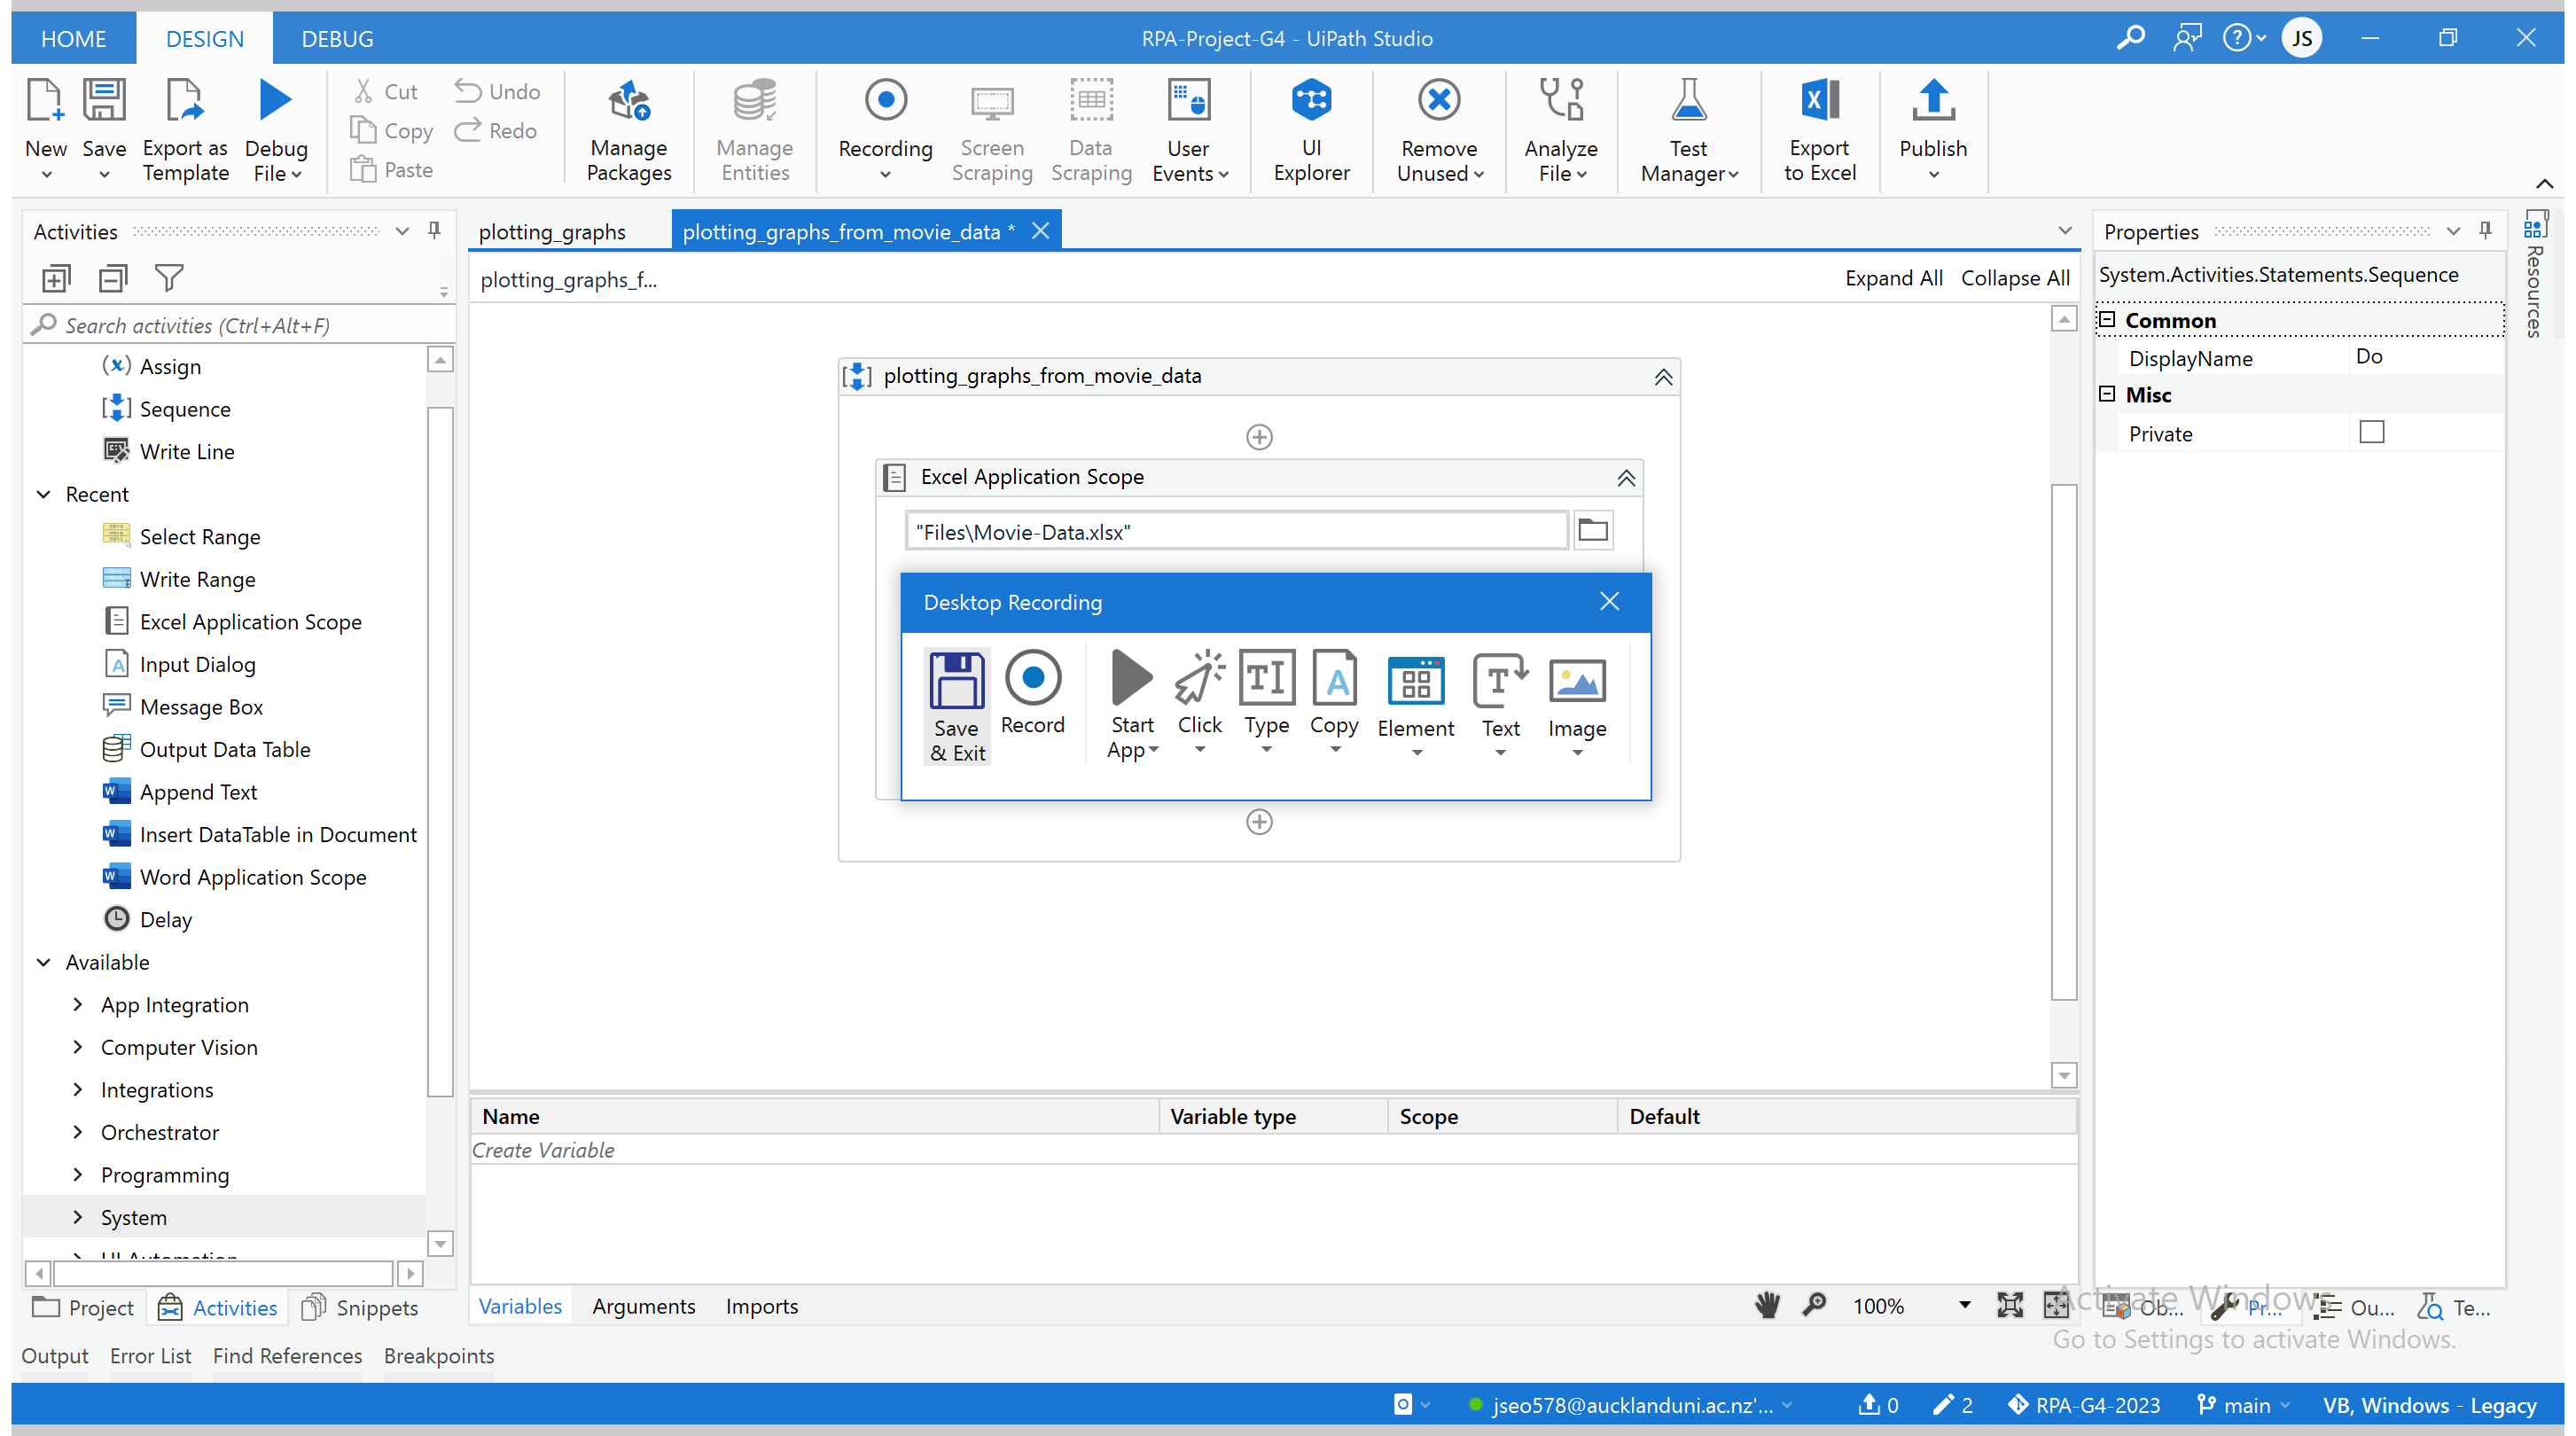 HOME DESIGN DEBUG RPA-Project-G4 - UiPath Studio JS
New Save Export as Template Debug File
Cut Copy Paste Undo Redo
Manage Packages
Manage Entities
Recording Screen Scraping Data Scraping User Events
UI Explorer
Remove Unused
Analyze File
Test Manager
Export to Excel
Publish
Activities
Search activities (Ctrl+Alt+F)
Assign
Sequence
Write Line
Recent
Select Range
Write Range
Excel Application Scope
Input Dialog
Message Box
Output Data Table
Append Text
Insert DataTable in Document
Word Application Scope
Delay
Available
App Integration
Computer Vision
Integrations
Orchestrator
Programming
System
UI Automation
Project Activities Snippets
plotting_graphs plotting_graphs_from_movie_data *
plotting_graphs_f... Expand All Collapse All
plotting_graphs_from_movie_data
Excel Application Scope
"Files\Movie-Data.xlsx"
Desktop Recording
Save & Exit
Record
Start App
Click
Type
Copy
Element
Text
Image
Name Variable type Scope Default
Create Variable
Variables Arguments Imports 100%
Properties
System.Activities.Statements.Sequence
Common
DisplayName Do
Misc
Private
Resources
Activate Windows
Go to Settings to activate Windows.
Ob... Pr... Ou... Te...
Output Error List Find References Breakpoints
jseo578@aucklanduni.ac.nz'... 0 2 RPA-G4-2023 main VB, Windows - Legacy